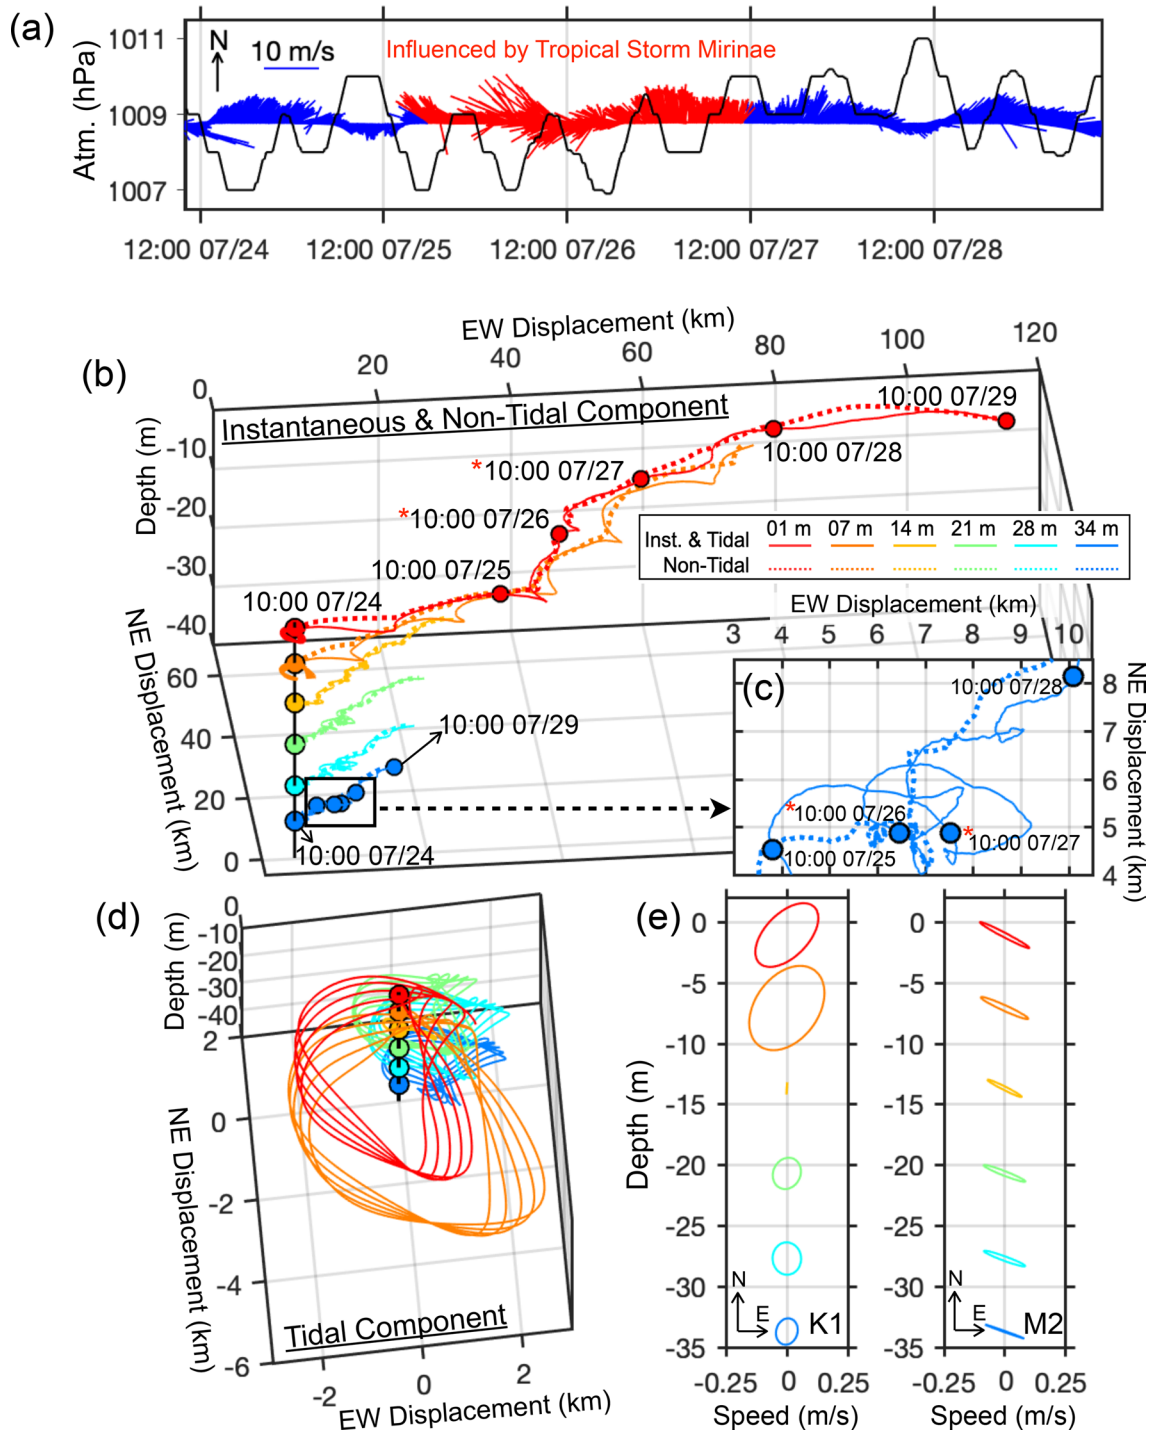 (a)
Atm. (hPa)
1011
1009
1007
N
10 m/s
Influenced by Tropical Storm Mirinae
12:00 07/24
12:00 07/25
12:00 07/26
12:00 07/27
12:00 07/28
(b)
EW Displacement (km)
20
40
60
80
100
120
Depth (m)
0
-10
-20
-30
-40
NE Displacement (km)
60
40
20
0
Instantaneous & Non-Tidal Component
10:00 07/29
10:00 07/28
*10:00 07/27
*10:00 07/26
10:00 07/25
10:00 07/24
01 m 07 m 14 m 21 m 28 m 34 m
Inst. & Tidal
Non-Tidal
10:00 07/29
10:00 07/24
(c)
EW Displacement (km)
3 4 5 6 7 8 9 10
NE Displacement (km)
8
7
6
5
4
10:00 07/28
*10:00 07/26
*10:00 07/27
10:00 07/25
(d)
Depth (m)
0
-10
-20
-30
-40
NE Displacement (km)
2
0
-2
-4
-6
Tidal Component
-2
0
2
EW Displacement (km)
(e)
Depth (m)
0
-5
-10
-15
-20
-25
-30
-35
N
E
K1
-0.25 0 0.25
Speed (m/s)
0
-5
-10
-15
-20
-25
-30
-35
N
E
M2
-0.25 0 0.25
Speed (m/s)